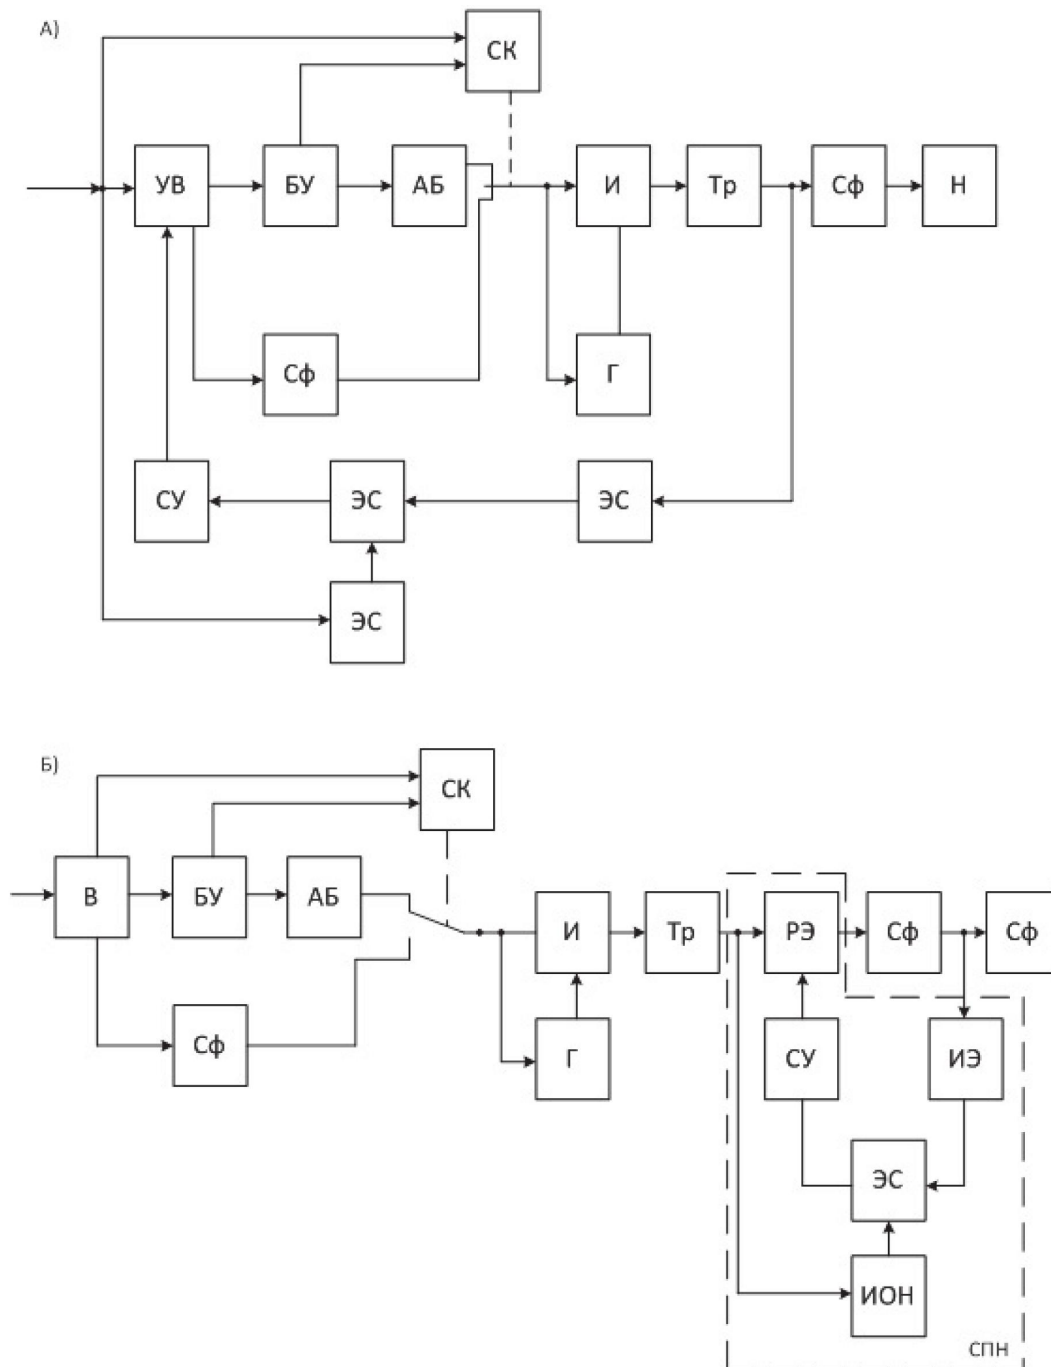 А)
СК
УВ БУ АБ И Тр Сф Н
Сф Г
СУ ЭС ЭС
ЭС
Б)
СК
В БУ АБ И Тр РЭ Сф Сф
Сф Г СУ ИЭ
ЭС
ИОН
СПН